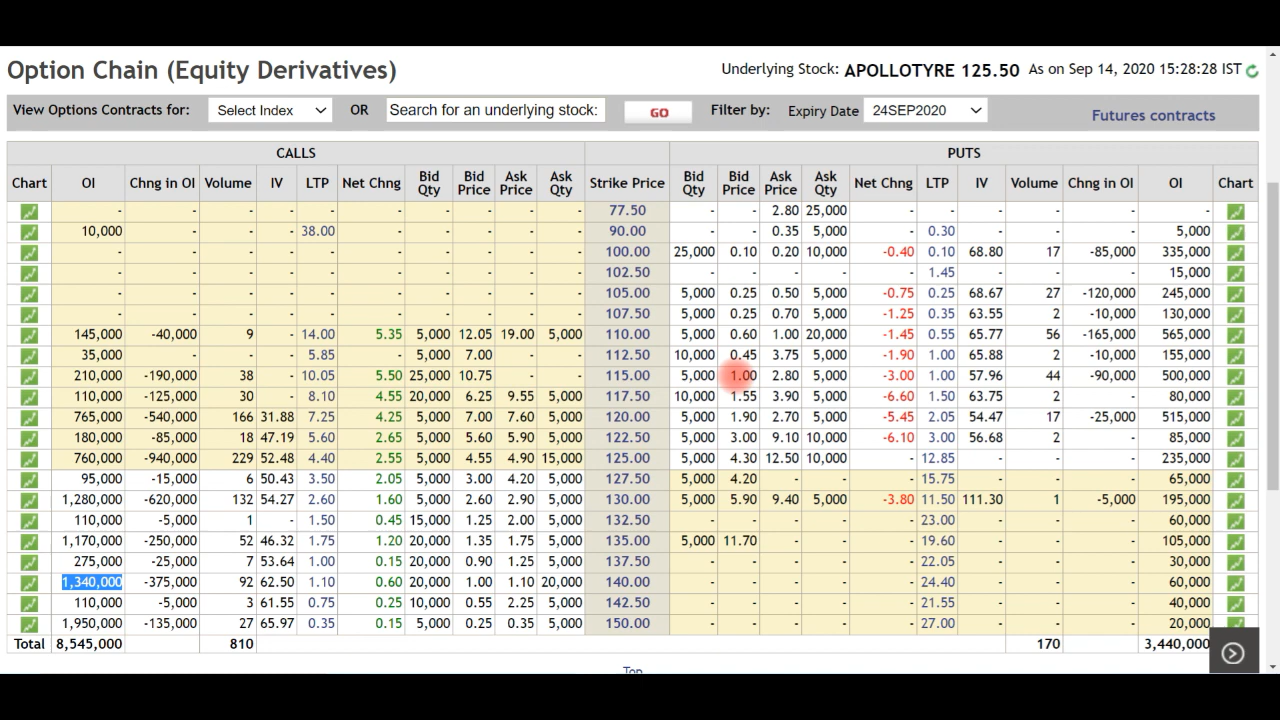 Option Chain (Equity Derivatives)
Underlying Stock: APOLLOTYRE 125.50 As on Sep 14, 2020 15:28:28 IST
View Options Contracts for: Select Index OR Search for an underlying stock: GO Filter by: Expiry Date 24SEP2020 Futures contracts
CALLS PUTS
Chart OI Chng in OI Volume IV LTP Net Chng Bid Qty Bid Price Ask Price Ask Qty Strike Price Bid Qty Bid Price Ask Price Ask Qty Net Chng LTP IV Volume Chng in OI OI Chart
- - - - - - - - - - 77.50 - - 2.80 25,000 - - - - - -
10,000 - - - 38.00 - - - - - 90.00 - - 0.35 5,000 - 0.30 - - - 5,000
- - - - - - - - - - 100.00 25,000 0.10 0.20 10,000 -0.40 0.10 68.80 17 -85,000 335,000
- - - - - - - - - - 102.50 - - - - - 1.45 - - - 15,000
- - - - - - - - - - 105.00 5,000 0.25 0.50 5,000 -0.75 0.25 68.67 27 -120,000 245,000
- - - - - - - - - - 107.50 5,000 0.25 0.70 5,000 -1.25 0.35 63.55 2 -10,000 130,000
145,000 -40,000 9 - 14.00 5.35 5,000 12.05 19.00 5,000 110.00 5,000 0.60 1.00 20,000 -1.45 0.55 65.77 56 -165,000 565,000
35,000 - - - 5.85 - 5,000 7.00 - - 112.50 10,000 0.45 3.75 5,000 -1.90 1.00 65.88 2 -10,000 155,000
210,000 -190,000 38 - 10.05 5.50 25,000 10.75 - - 115.00 5,000 1.00 2.80 5,000 -3.00 1.00 57.96 44 -90,000 500,000
110,000 -125,000 30 - 8.10 4.55 20,000 6.25 9.55 5,000 117.50 10,000 1.55 3.90 5,000 -6.60 1.50 63.75 2 - 80,000
765,000 -540,000 166 31.88 7.25 4.25 5,000 7.00 7.60 5,000 120.00 5,000 1.90 2.70 5,000 -5.45 2.05 54.47 17 -25,000 515,000
180,000 -85,000 18 47.19 5.60 2.65 5,000 5.60 5.90 5,000 122.50 5,000 3.00 9.10 10,000 -6.10 3.00 56.68 2 - 85,000
760,000 -940,000 229 52.48 4.40 2.55 5,000 4.55 4.90 15,000 125.00 5,000 4.30 12.50 10,000 - 12.85 - - - 235,000
95,000 -15,000 6 50.43 3.50 2.05 5,000 3.00 4.20 5,000 127.50 5,000 4.20 - - - 15.75 - - - 65,000
1,280,000 -620,000 132 54.27 2.60 1.60 5,000 2.60 2.90 5,000 130.00 5,000 5.90 9.40 5,000 -3.80 11.50 111.30 1 -5,000 195,000
110,000 -5,000 1 - 1.50 0.45 15,000 1.25 2.00 5,000 132.50 - - - - - 23.00 - - - 60,000
1,170,000 -250,000 52 46.32 1.75 1.20 20,000 1.35 1.75 5,000 135.00 5,000 11.70 - - - 19.60 - - - 105,000
275,000 -25,000 7 53.64 1.00 0.15 20,000 0.90 1.25 5,000 137.50 - - - - - 22.05 - - - 30,000
1,340,000 -375,000 92 62.50 1.10 0.60 20,000 1.00 1.10 20,000 140.00 - - - - - 24.40 - - - 60,000
110,000 -5,000 3 61.55 0.75 0.25 10,000 0.55 2.25 5,000 142.50 - - - - - 21.55 - - - 40,000
1,950,000 -135,000 27 65.97 0.35 0.15 5,000 0.25 0.35 5,000 150.00 - - - - - 27.00 - - - 20,000
Total 8,545,000 810 170 3,440,000
Top